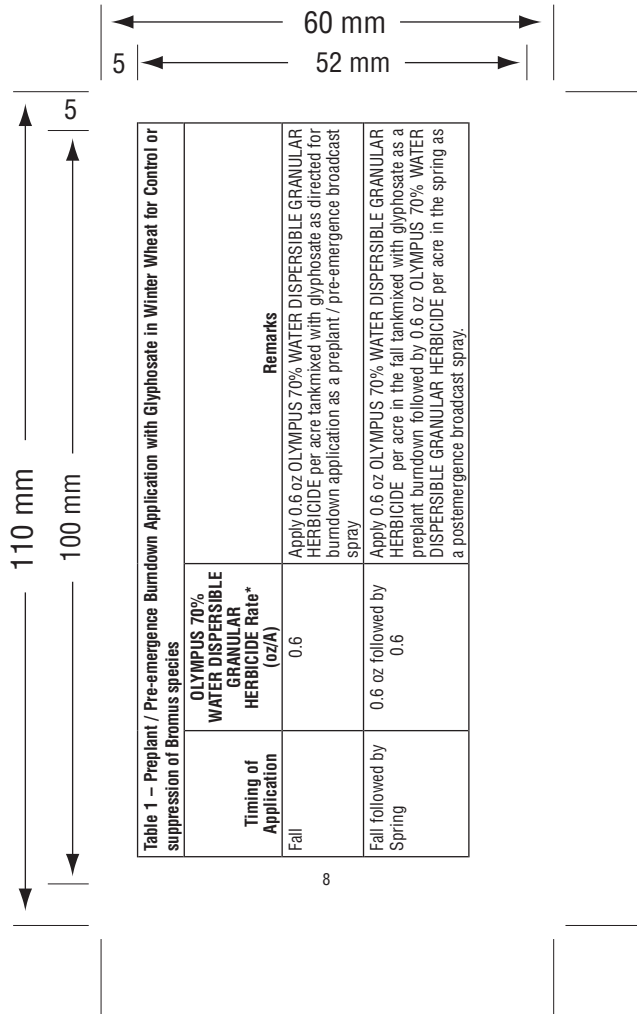 60 mm
5
52 mm
5
110 mm
100 mm
Table 1 – Preplant / Pre-emergence Burndown Application with Glyphosate in Winter Wheat for Control or
suppression of Bromus species
Timing of
Application
OLYMPUS 70%
WATER DISPERSIBLE
GRANULAR
HERBICIDE Rate*
(oz/A)
Remarks
Fall
0.6
Apply 0.6 oz OLYMPUS 70% WATER DISPERSIBLE GRANULAR
HERBICIDE per acre tankmixed with glyphosate as directed for
burndown application as a preplant / pre-emergence broadcast
spray
Fall followed by
Spring
0.6 oz followed by
0.6
Apply 0.6 oz OLYMPUS 70% WATER DISPERSIBLE GRANULAR
HERBICIDE per acre in the fall tankmixed with glyphosate as a
preplant burndown followed by 0.6 oz OLYMPUS 70% WATER
DISPERSIBLE GRANULAR HERBICIDE per acre in the spring as
a postemergence broadcast spray.
8